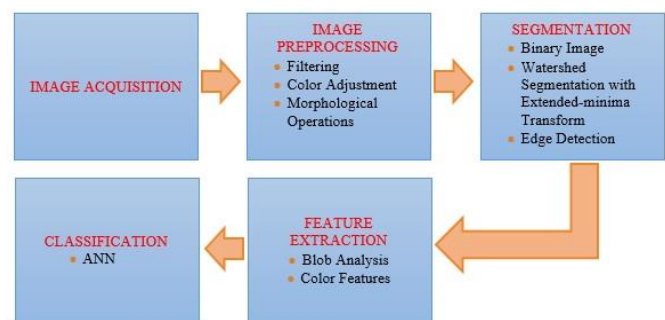 IMAGE ACQUISITION
IMAGE
PREPROCESSING
• Filtering
• Color Adjustment
• Morphological
Operations
SEGMENTATION
• Binary Image
• Watershed
Segmentation with
Extended-minima
Transform
• Edge Detection
FEATURE
EXTRACTION
• Blob Analysis
• Color Features
CLASSIFICATION
• ANN